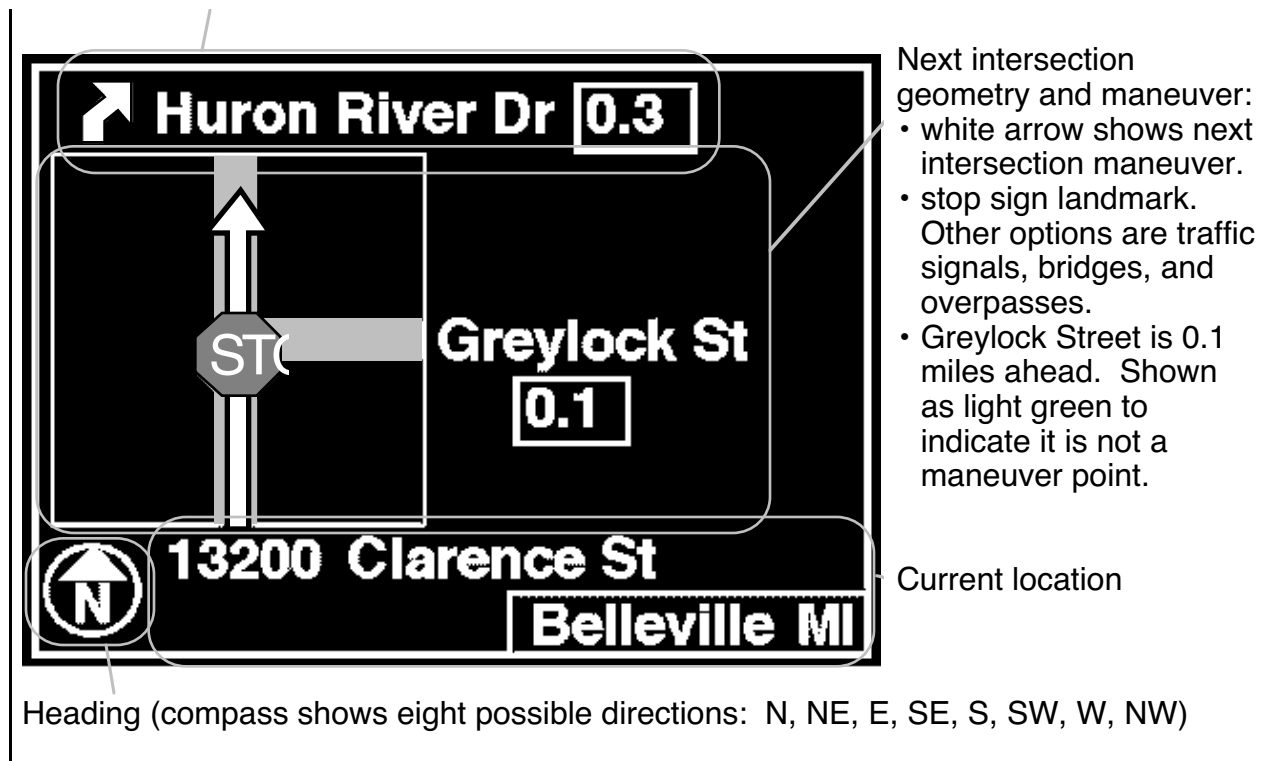 Huron River Dr 0.3
Next intersection
geometry and maneuver:
• white arrow shows next
intersection maneuver.
• stop sign landmark.
Other options are traffic
signals, bridges, and
overpasses.
• Greylock Street is 0.1
miles ahead.  Shown
as light green to
indicate it is not a
maneuver point.
STO
Greylock St
0.1
13200 Clarence St
Belleville MI
N
Current location
Heading (compass shows eight possible directions:  N, NE, E, SE, S, SW, W, NW)